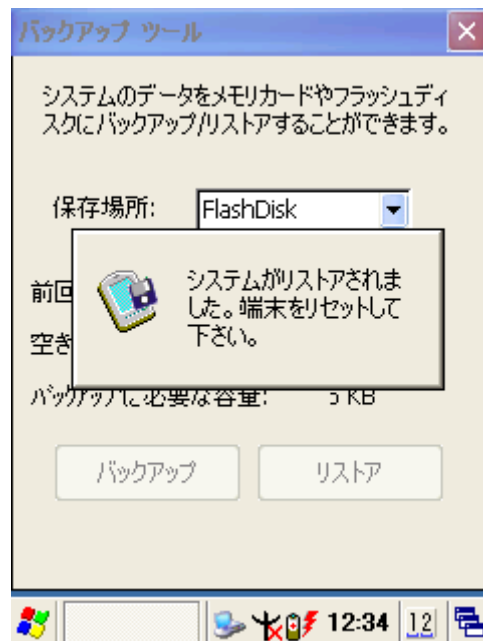 バックアップ ツール
システムのデータをメモリカードやフラッシュディ
スクにバックアップ/リストアすることができます。
保存場所: FlashDisk
システムがリストアされま
した。端末をリセットして
下さい。
前回
空き
バックアップに必要な容量: 5 KB
バックアップ リストア
12:34 12